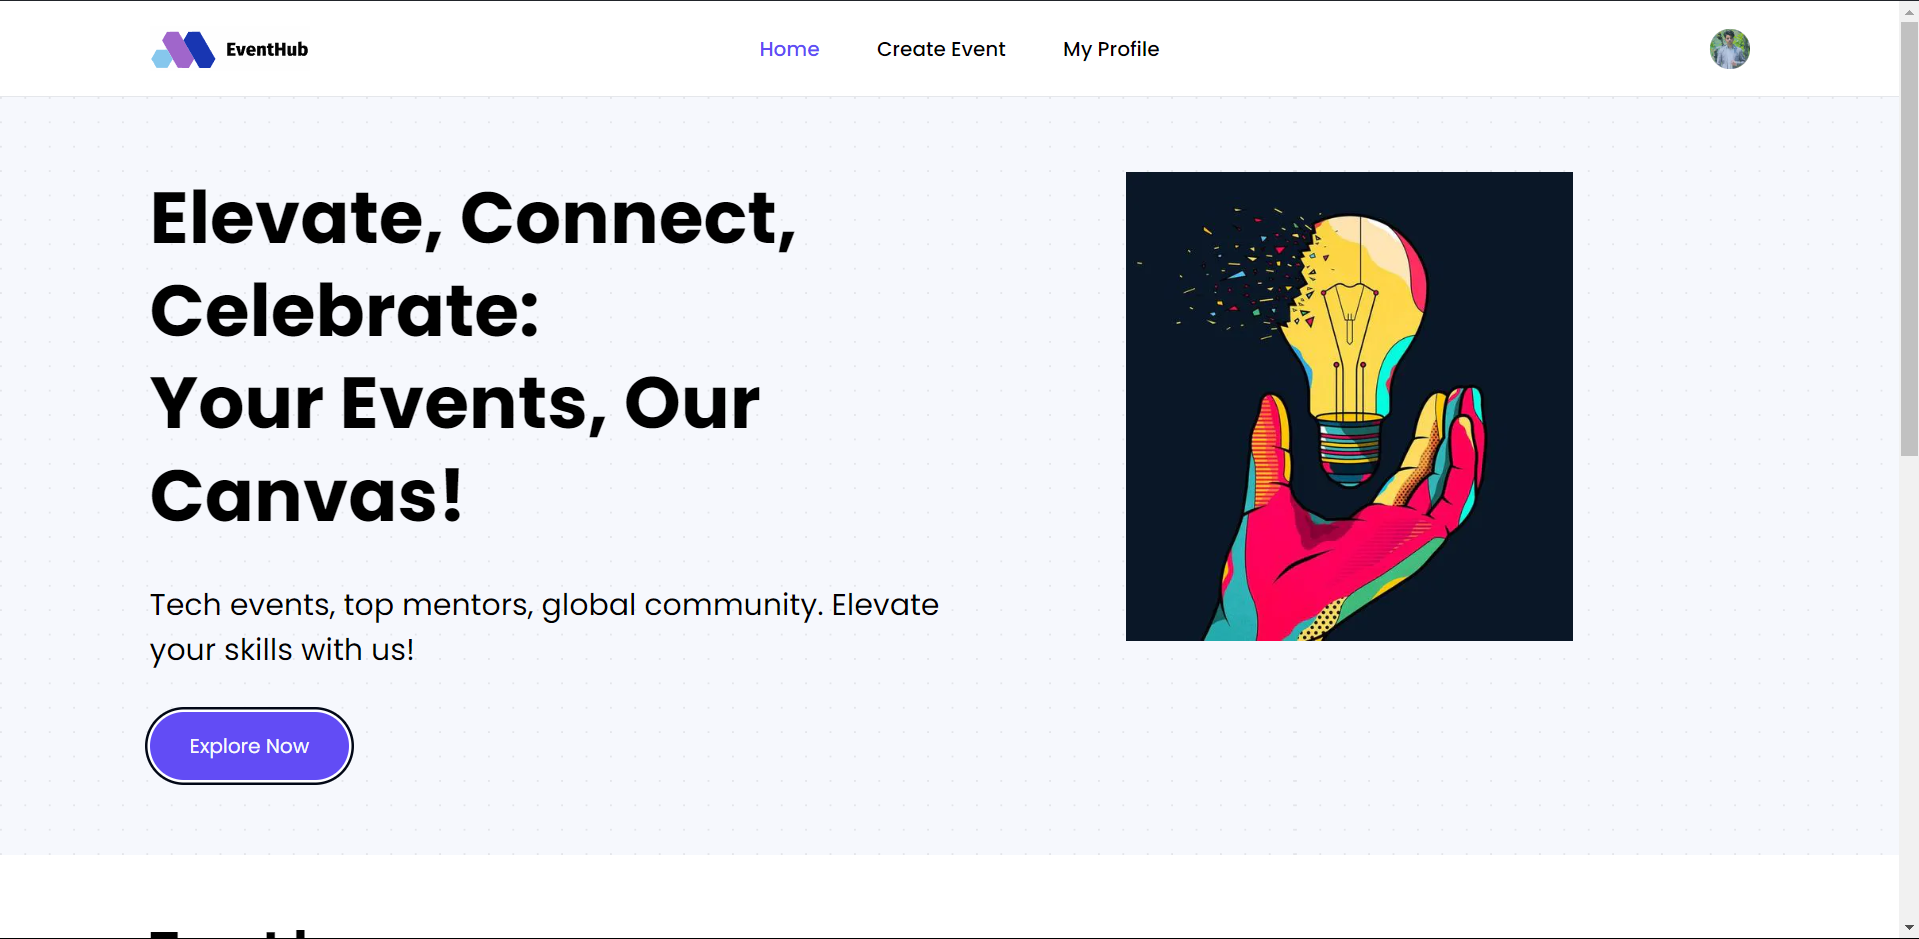 EventHub
Home
Create Event
My Profile
Elevate, Connect,
Celebrate:
Your Events, Our
Canvas!
Tech events, top mentors, global community. Elevate
your skills with us!
Explore Now